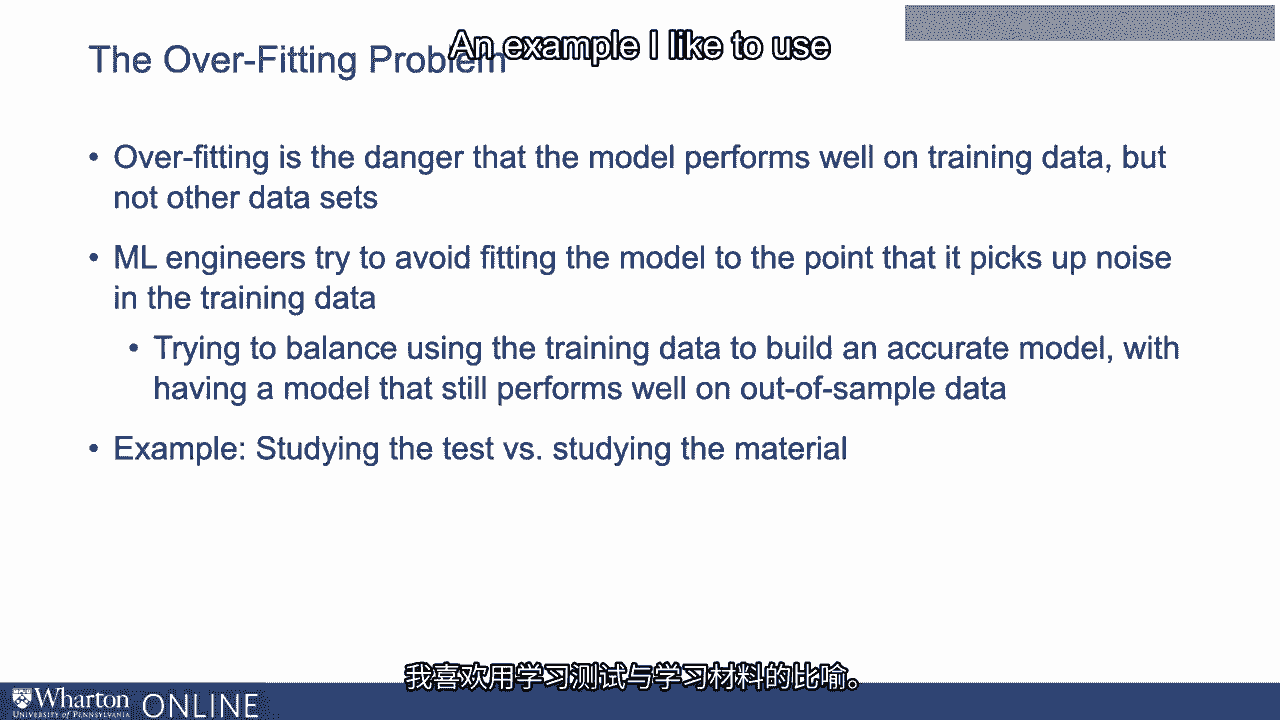 An example I like to use
The Over-Fitting Problem
• Over-fitting is the danger that the model performs well on training data, but
not other data sets
• ML engineers try to avoid fitting the model to the point that it picks up noise
in the training data
• Trying to balance using the training data to build an accurate model, with
having a model that still performs well on out-of-sample data
• Example: Studying the test vs. studying the material
我喜欢用学习测试与学习材料的比喻。
Wharton ONLINE
UNIVERSITY of PENNSYLVANIA